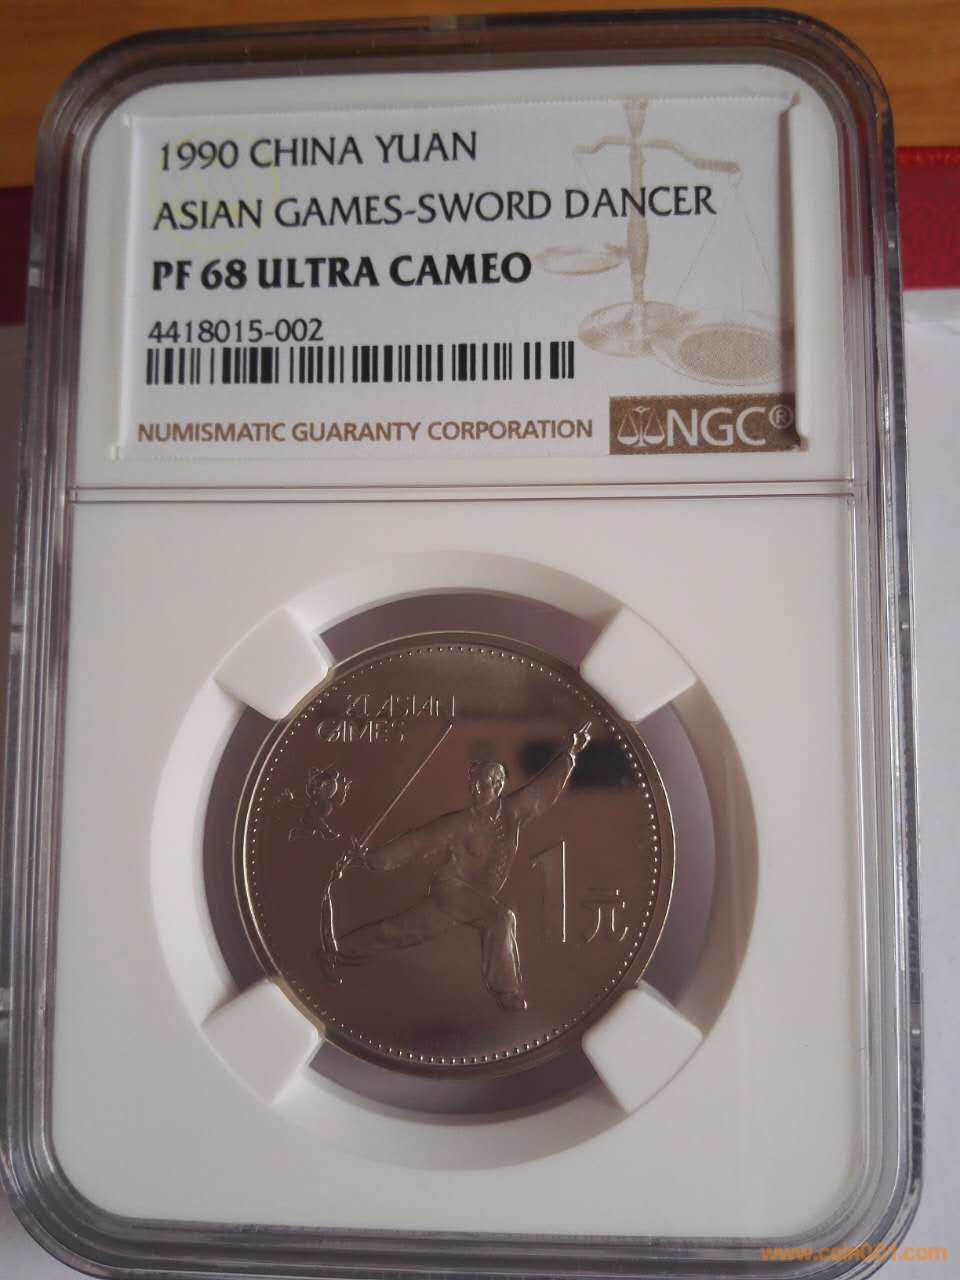 1990 CHINA YUAN
ASIAN GAMES-SWORD DANCER
PF 68 ULTRA CAMEO
4418015-002
NUMISMATIC GUARANTY CORPORATION
NGC®
XI ASIAN
GAMES
1元
www.coin001.com